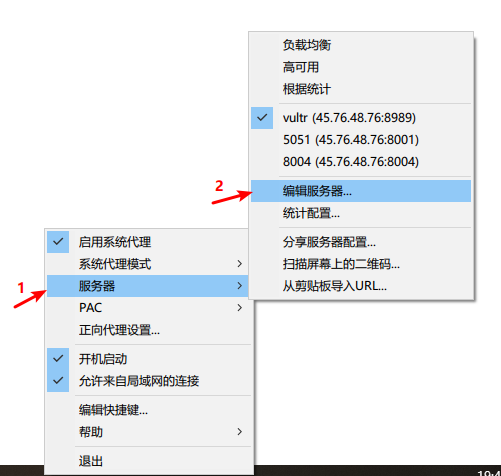 负载均衡
高可用
根据统计
vultr (45.76.48.76:8989)
5051 (45.76.48.76:8001)
8004 (45.76.48.76:8004)
2
编辑服务器...
统计配置...
分享服务器配置...
扫描屏幕上的二维码...
从剪贴板导入URL...
启用系统代理
系统代理模式
1
服务器
PAC
正向代理设置...
开机启动
允许来自局域网的连接
编辑快捷键...
帮助
退出